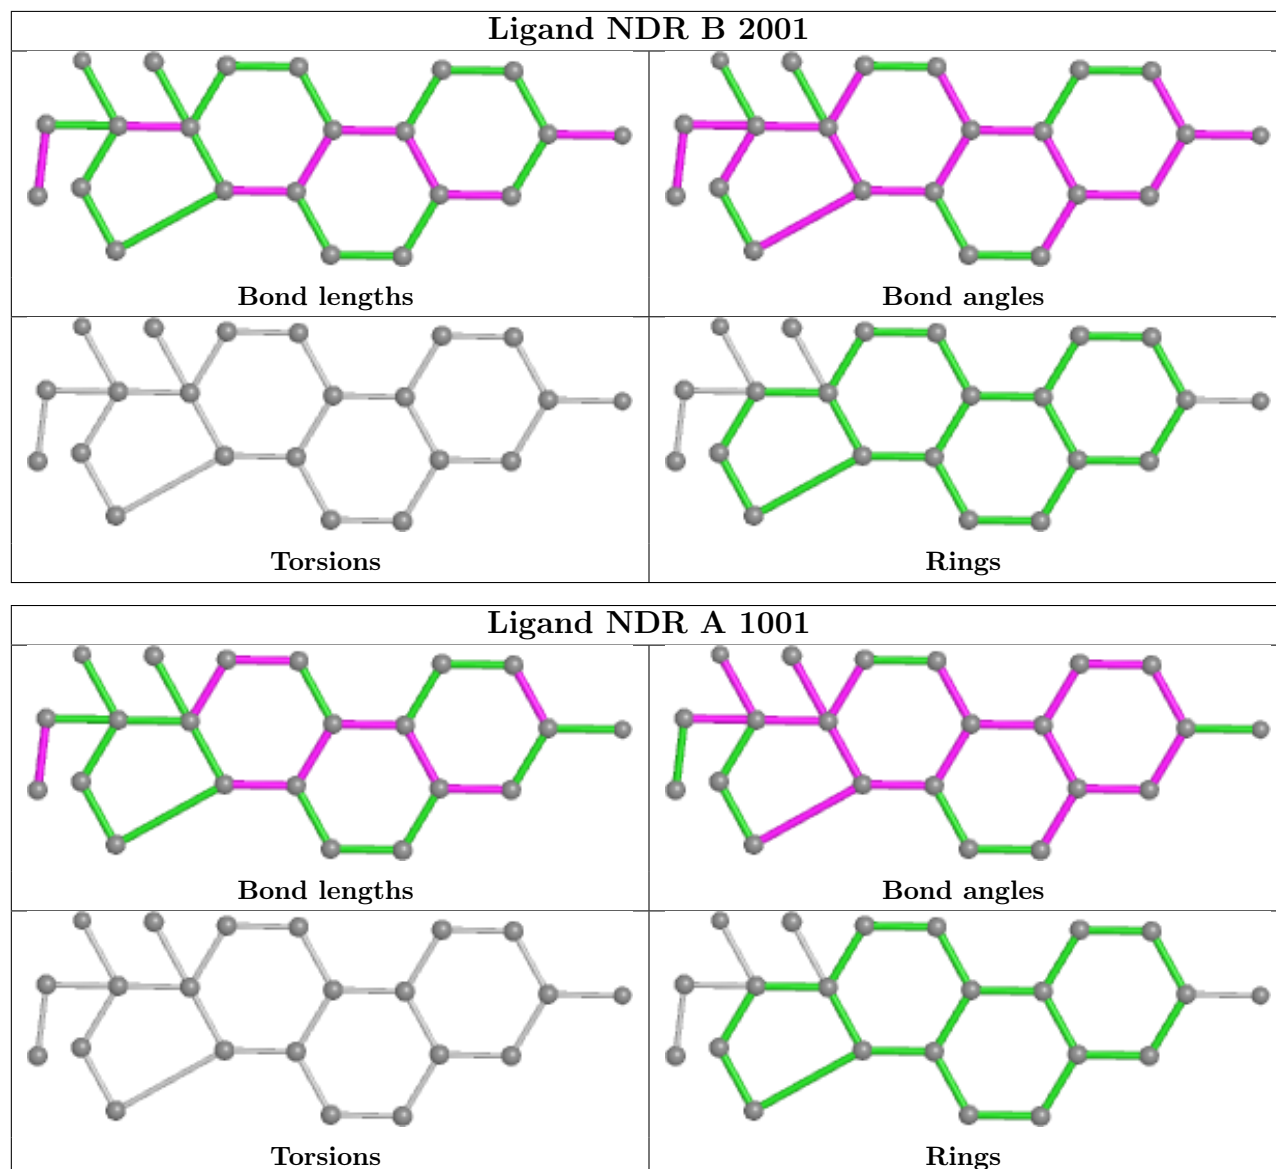 Ligand NDR B 2001
Bond lengths
Bond angles
Torsions
Rings
Ligand NDR A 1001
Bond lengths
Bond angles
Torsions
Rings